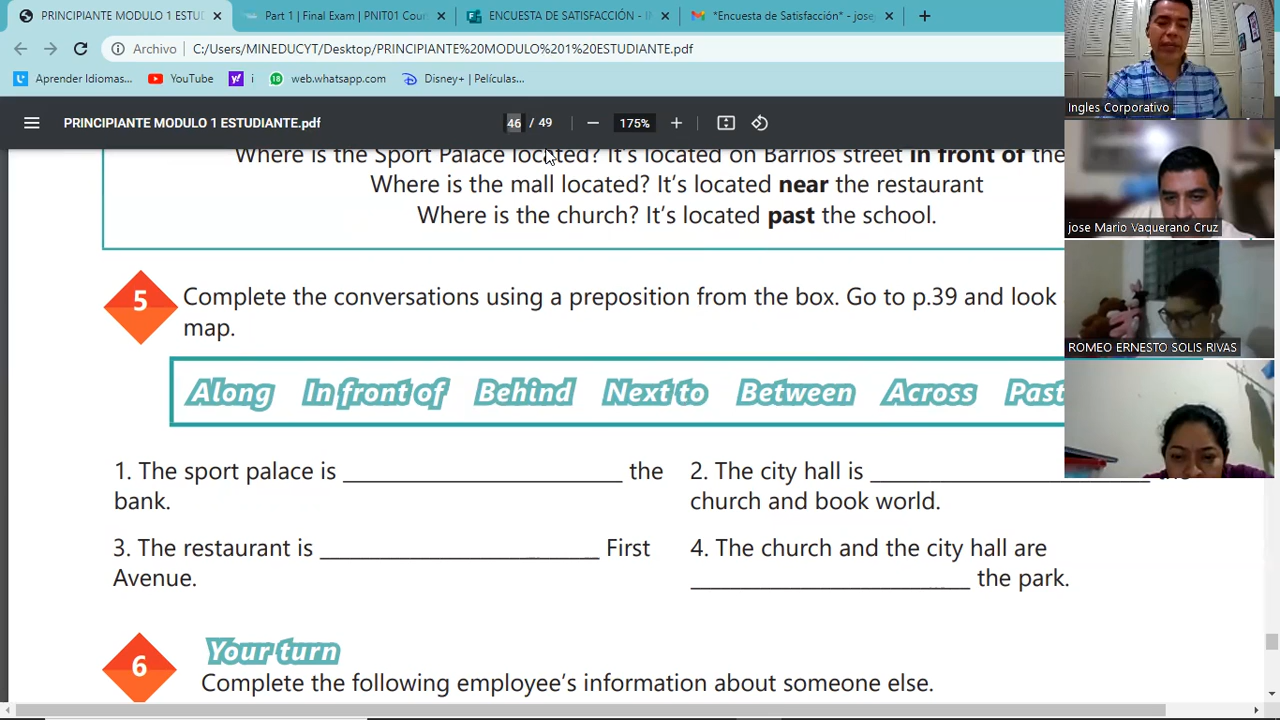 PRINCIPIANTE MODULO 1 ESTUD
Part 1 | Final Exam | PNIT01 Cour
ENCUESTA DE SATISFACCIÓN - I
*Encuesta de Satisfacción* - jose
Archivo C:/Users/MINEDUCYT/Desktop/PRINCIPIANTE%20MODULO%201%20ESTUDIANTE.pdf
Aprender Idiomas... YouTube i web.whatsapp.com Disney+ | Películas...
PRINCIPIANTE MODULO 1 ESTUDIANTE.pdf 46 / 49 175%
Where is the Sport Palace located? It's located on Barrios street in front of the
Where is the mall located? It's located near the restaurant
Where is the church? It's located past the school.
5 Complete the conversations using a preposition from the box. Go to p.39 and look
map.
Along In front of Behind Next to Between Across Past
1. The sport palace is ______________________ the
bank.
2. The city hall is ______________________
church and book world.
3. The restaurant is ______________________ First
Avenue.
4. The church and the city hall are
______________________ the park.
6 Your turn
Complete the following employee's information about someone else.
Ingles Corporativo
jose Mario Vaquerano Cruz
ROMEO ERNESTO SOLIS RIVAS